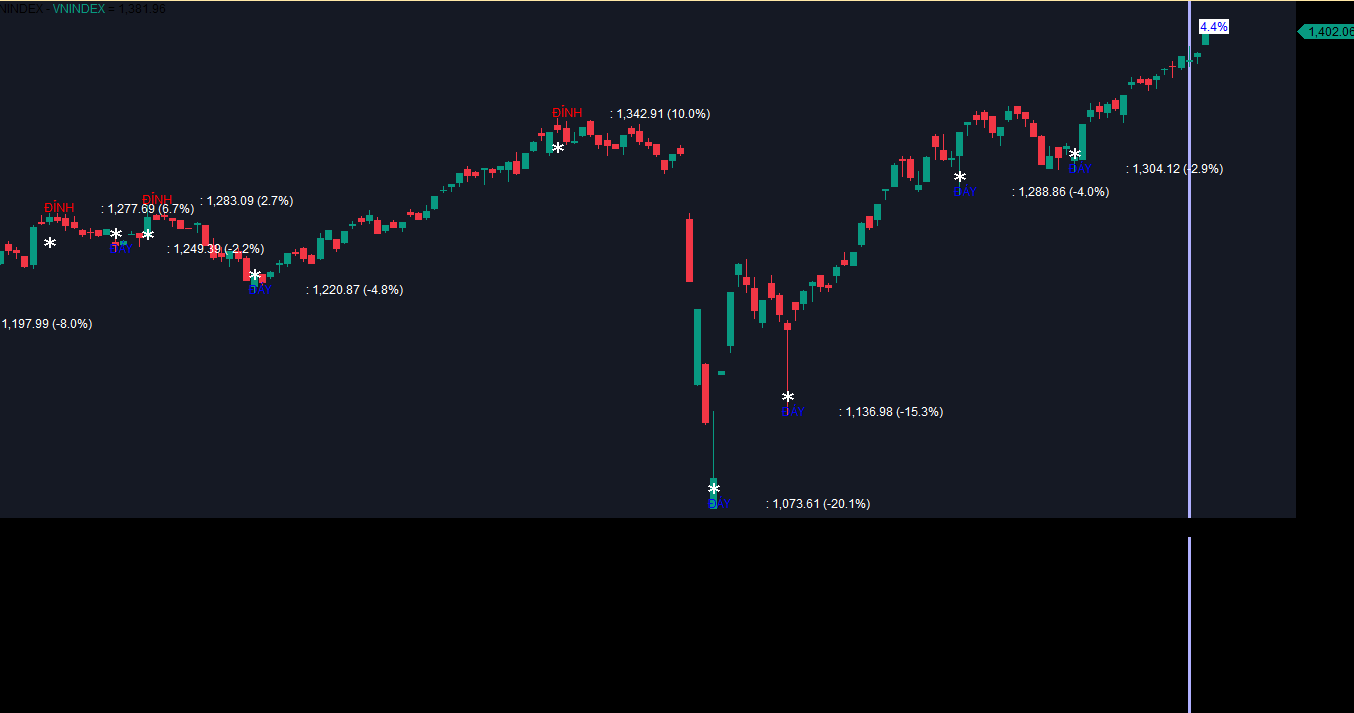 VNINDEX - VNINDEX = 1,381.96
4.4%
1,402.06
ĐỈNH : 1,342.91 (10.0%)
ĐÁY : 1,304.12 (-2.9%)
ĐÁY : 1,288.86 (-4.0%)
ĐỈNH : 1,283.09 (2.7%)
ĐỈNH : 1,277.69 (6.7%)
ĐÁY : 1,249.39 (-2.2%)
ĐÁY : 1,220.87 (-4.8%)
1,197.99 (-8.0%)
ĐÁY : 1,136.98 (-15.3%)
ĐÁY : 1,073.61 (-20.1%)